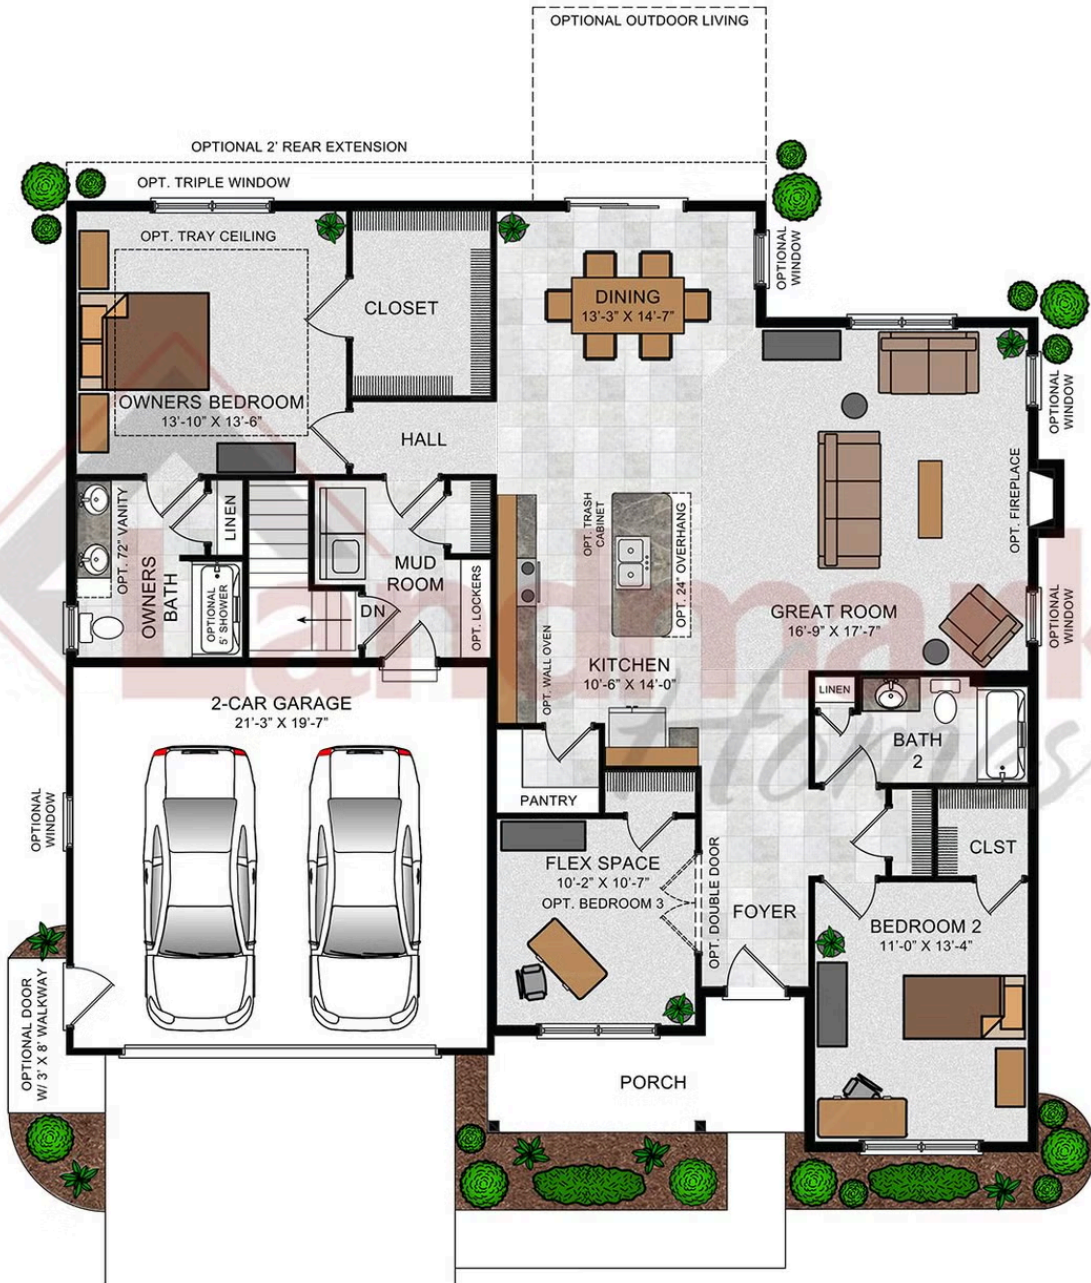 OPTIONAL OUTDOOR LIVING
OPTIONAL 2' REAR EXTENSION
OPT. TRIPLE WINDOW
OPT. TRAY CEILING
OPTIONAL
WINDOW
CLOSET
DINING
13'-3" X 14'-7"
OWNERS BEDROOM
13'-10" X 13'-6"
OPTIONAL
WINDOW
HALL
LINEN
OPT. 72" VANITY
OWNERS
BATH
OPTIONAL
5' SHOWER
MUD
ROOM
DN
OPT. LOCKERS
OPT. TRASH
CABINET
OPT. 24" OVERHANG
OPT. FIREPLACE
OPTIONAL
WINDOW
GREAT ROOM
16'-9" X 17'-7"
Landmark
Homes
OPT. WALL OVEN
KITCHEN
10'-6" X 14'-0"
2-CAR GARAGE
21'-3" X 19'-7"
LINEN
BATH
2
OPTIONAL
WINDOW
PANTRY
CLST
FLEX SPACE
10'-2" X 10'-7"
OPT. BEDROOM 3
OPT. DOUBLE DOOR
FOYER
BEDROOM 2
11'-0" X 13'-4"
OPTIONAL DOOR
W/ 3' X 8' WALKWAY
PORCH